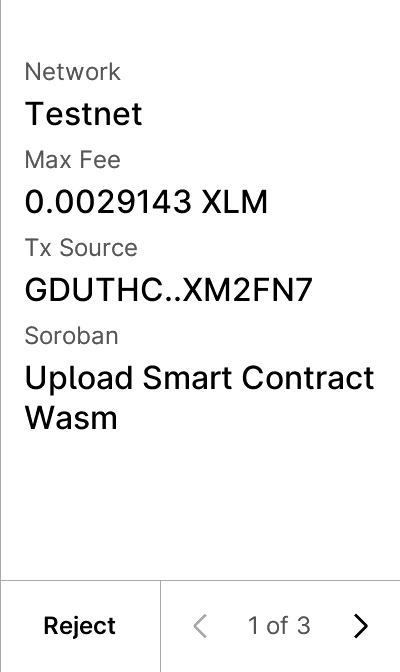 Network
Testnet
Max Fee
0.0029143 XLM
Tx Source
GDUTHC..XM2FN7
Soroban
Upload Smart Contract
Wasm
Reject
1 of 3